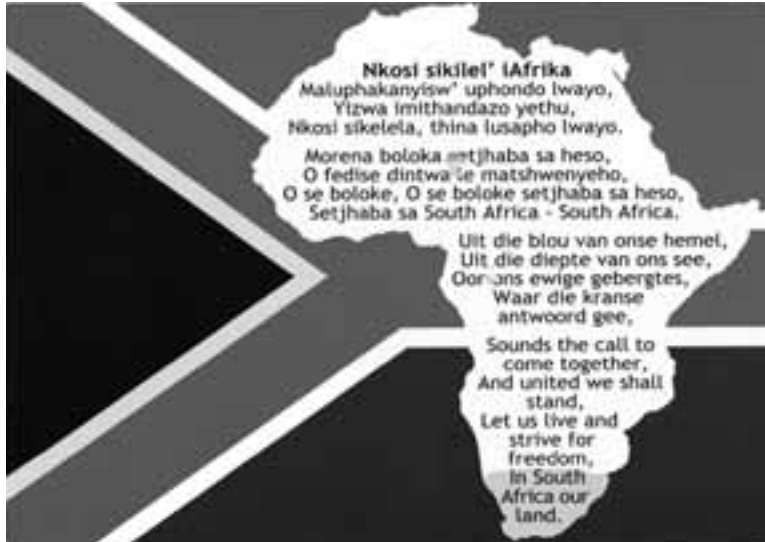 Nkosi sikilel' iAfrika
Maluphakanyisw' uphondo lwayo,
Yizwa imithandazo yethu,
Nkosi sikelela, thina lusapho lwayo.
Morena boloka setjhaba sa heso,
O fedise dintwa le matshwenyeho,
O se boloke, O se boloke setjhaba sa heso,
Setjhaba sa South Africa - South Africa.
Uit die blou van onse hemel,
Uit die diepte van ons see,
Oor ons ewige gebergtes,
Waar die kranse
antwoord gee,
Sounds the call to
come together,
And united we shall
stand,
Let us live and
strive for
freedom,
In South
Africa our
land.